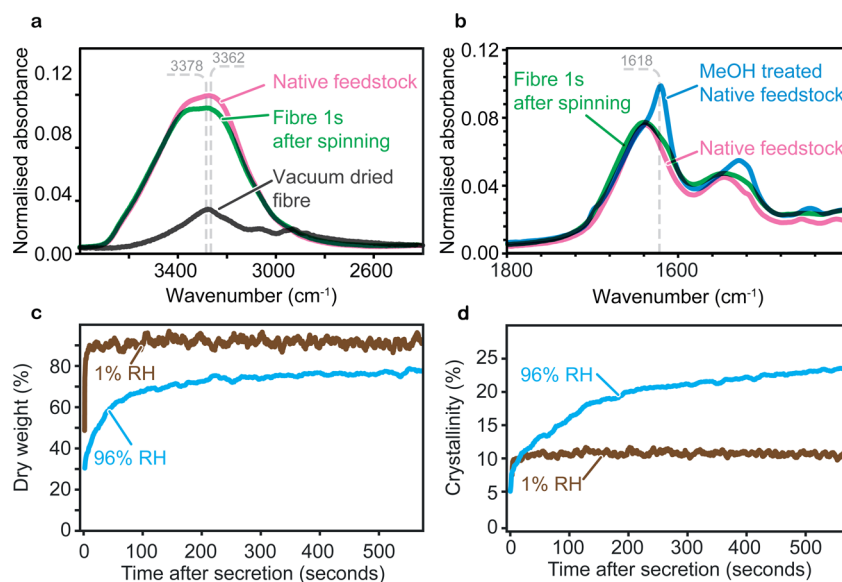 a
3378
3362
0.12
Native feedstock
Fibre 1s
after spinning
0.08
Vacuum dried
fibre
0.04
0.00
Normalised absorbance
3400
3000
2600
Wavenumber (cm⁻¹)
b
0.12
1618
Fibre 1s
after spinning
MeOH treated
Native feedstock
Native feedstock
0.08
0.04
0.00
Normalised absorbance
1800
1600
Wavenumber (cm⁻¹)
c
80
60
40
20
0
Dry weight (%)
1% RH
96% RH
0
100
200
300
400
500
Time after secretion (seconds)
d
25
20
15
10
5
0
Crystallinity (%)
96% RH
1% RH
0
100
200
300
400
500
Time after secretion (seconds)